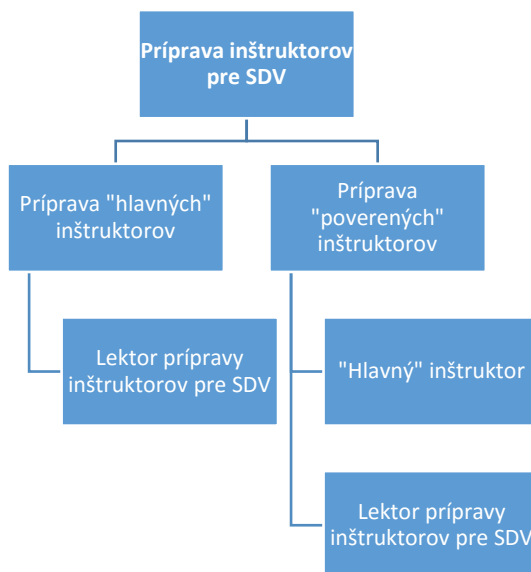 Príprava inštruktorov
pre SDV
Príprava "hlavných"
inštruktorov
Lektor prípravy
inštruktorov pre SDV
Príprava
"poverených"
inštruktorov
"Hlavný" inštruktor
Lektor prípravy
inštruktorov pre SDV